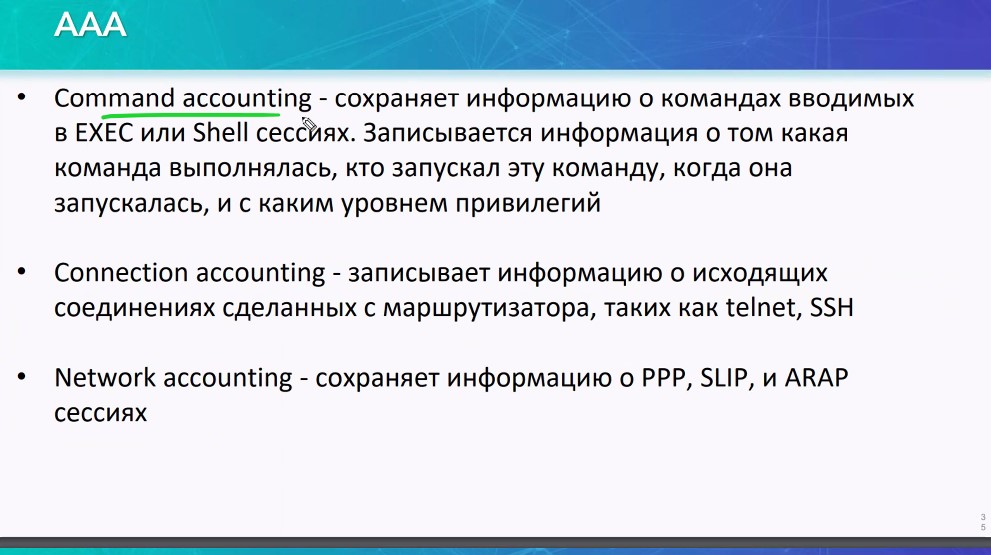 AAA
• Command accounting - сохраняет информацию о командах вводимых
в EXEC или Shell сессиях. Записывается информация о том какая
команда выполнялась, кто запускал эту команду, когда она
запускалась, и с каким уровнем привилегий
• Connection accounting - записывает информацию о исходящих
соединениях сделанных с маршрутизатора, таких как telnet, SSH
• Network accounting - сохраняет информацию о PPP, SLIP, и ARAP
сессиях
3
5